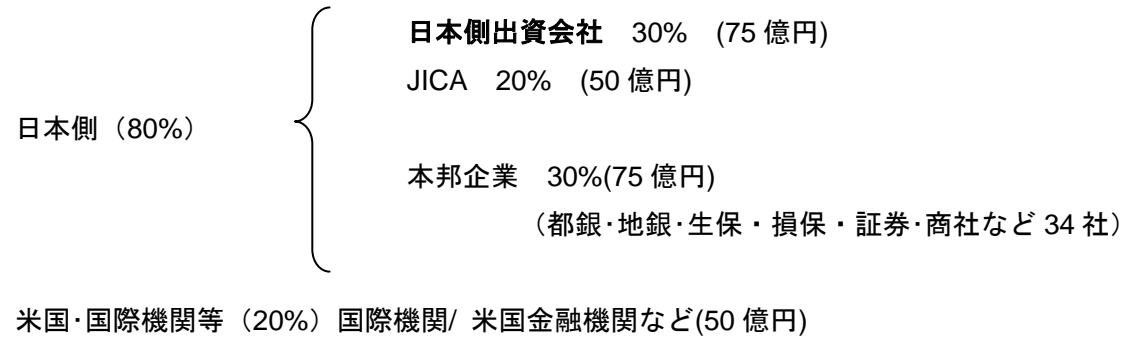 日本側出資会社　30%　(75 億円)
JICA　20%　(50 億円)
日本側（80%）
本邦企業　30%(75 億円)
（都銀･地銀･生保・損保・証券･商社など 34 社）
米国･国際機関等（20%）国際機関/ 米国金融機関など(50 億円)